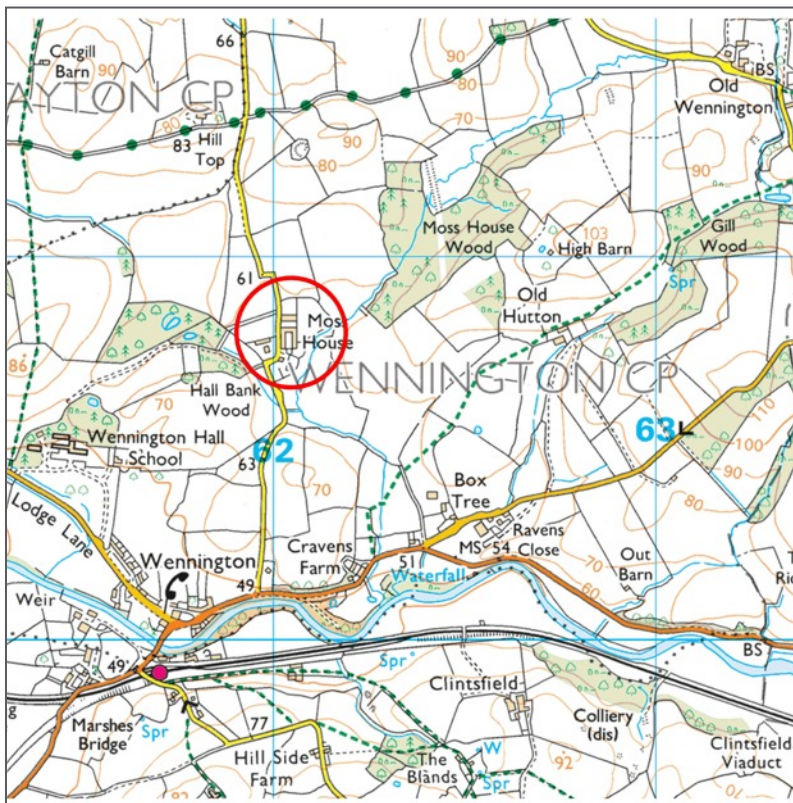 66
Catgill
Barn
90
90
80
70
Old
Wennington
BS
AYTON CP
80
83
Hill
Top
80
90
90
Moss House
Wood
103
High Barn
Gill
Wood
Spr
61
Old
Hutton
Moss
House
86
WENNINGTON CP
70
Hall Bank
Wood
110
Wennington Hall
School
62
63
63
100
90
70
Box
Tree
80
Lodge Lane
Wennington
Cravens
Farm
51
MS 54
Ravens
Close
70
Out
Barn
49
Waterfall
60
Weir
BS
49
Spr
Clintsfield
Marshes
Bridge
Spr
77
Colliery
(dis)
Hill Side
Farm
The
Blands
W
Spr
92
90
Clintsfield
Viaduct